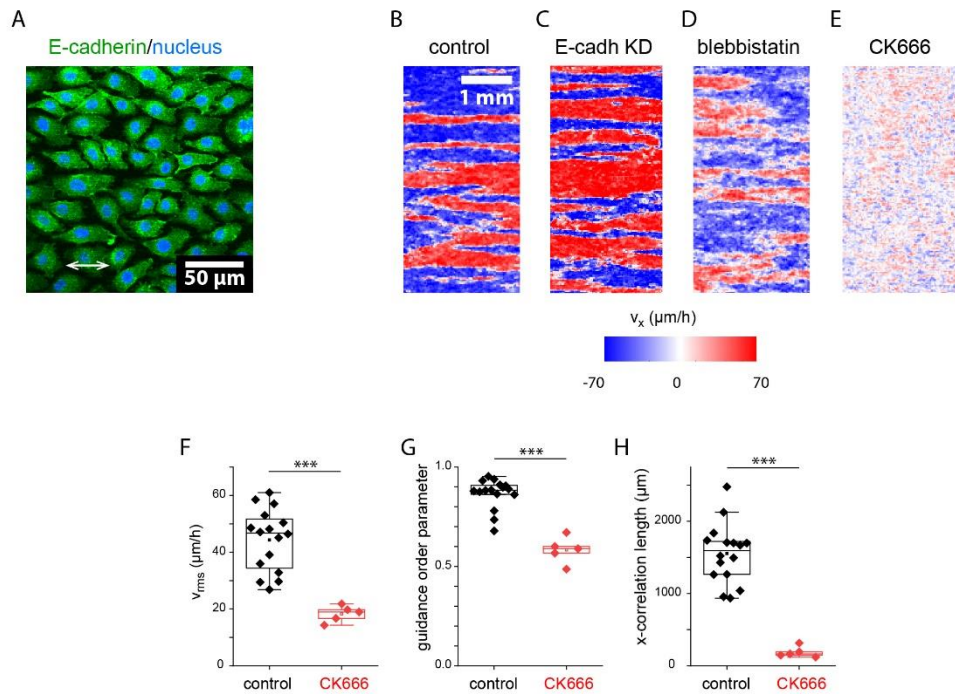 A
E-cadherin/nucleus
50 µm
B
control
1 mm
C
E-cadh KD
D
blebbistatin
E
CK666
vx (µm/h)
-70
0
70
F
***
vrms (µm/h)
60
40
20
0
control
CK666
G
***
guidance order parameter
1.0
0.5
0.0
control
CK666
H
***
x-correlation length (µm)
2000
1000
0
control
CK666